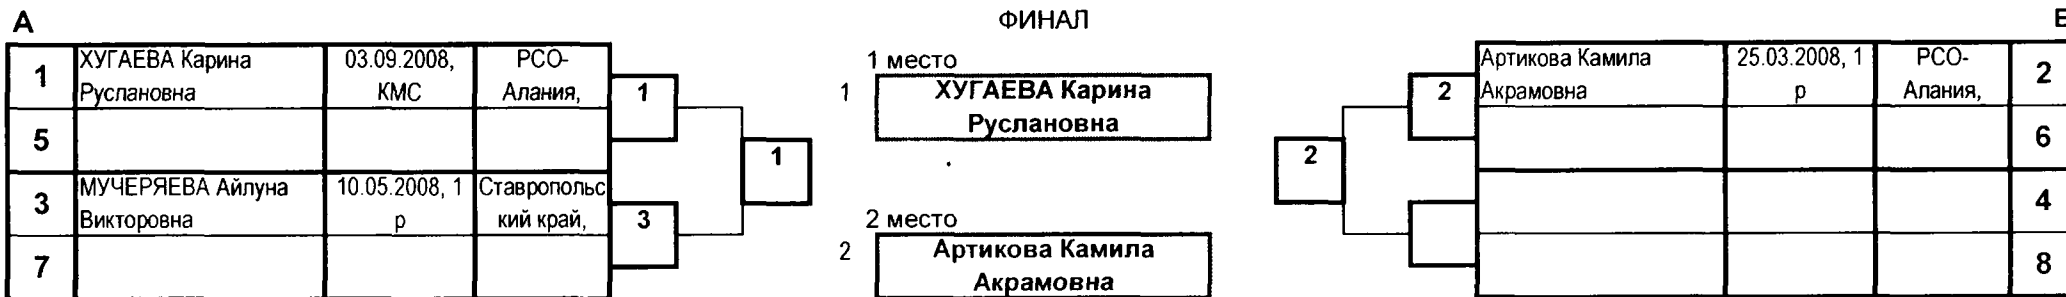 А
ФИНАЛ
1
ХУГАЕВА Карина
Руслановна
03.09.2008,
КМС
РСО-
Алания,
5
3
МУЧЕРЯЕВА Айлуна
Викторовна
10.05.2008, 1
р
Ставропольс
кий край,
7
1
3
1
1 место
1
ХУГАЕВА Карина
Руслановна
2 место
2
Артикова Камила
Акрамовна
2
2
Артикова Камила
Акрамовна
25.03.2008, 1
р
РСО-
Алания,
2
6
4
8